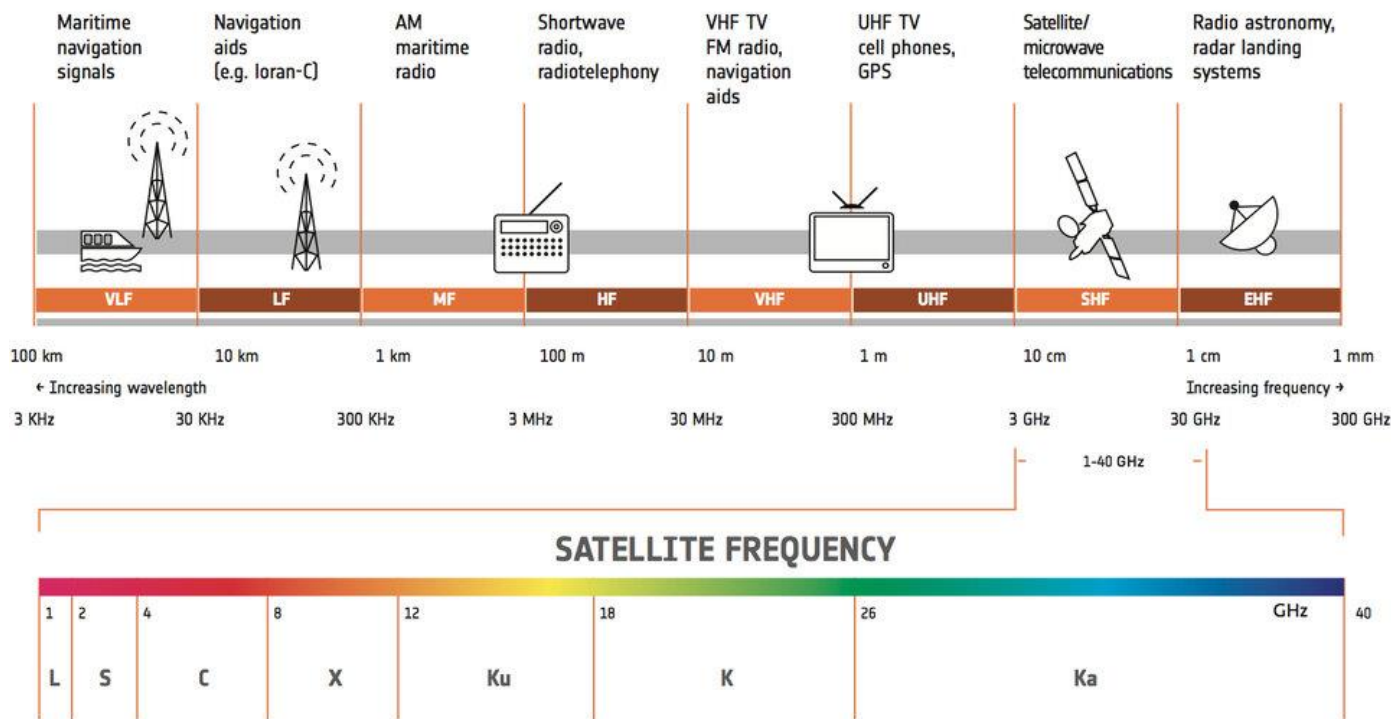 Maritime
navigation
signals
Navigation
aids
(e.g. loran-C)
AM
maritime
radio
Shortwave
radio,
radiotelephony
VHF TV
FM radio,
navigation
aids
UHF TV
cell phones,
GPS
Satellite/
microwave
telecommunications
Radio astronomy,
radar landing
systems
VLF LF MF HF VHF UHF SHF EHF
100 km 10 km 1 km 100 m 10 m 1 m 10 cm 1 cm 1 mm
← Increasing wavelength Increasing frequency →
3 KHz 30 KHz 300 KHz 3 MHz 30 MHz 300 MHz 3 GHz 30 GHz 300 GHz
1-40 GHz
SATELLITE FREQUENCY
1 2 4 8 12 18 26 GHz 40
L S C X Ku K Ka